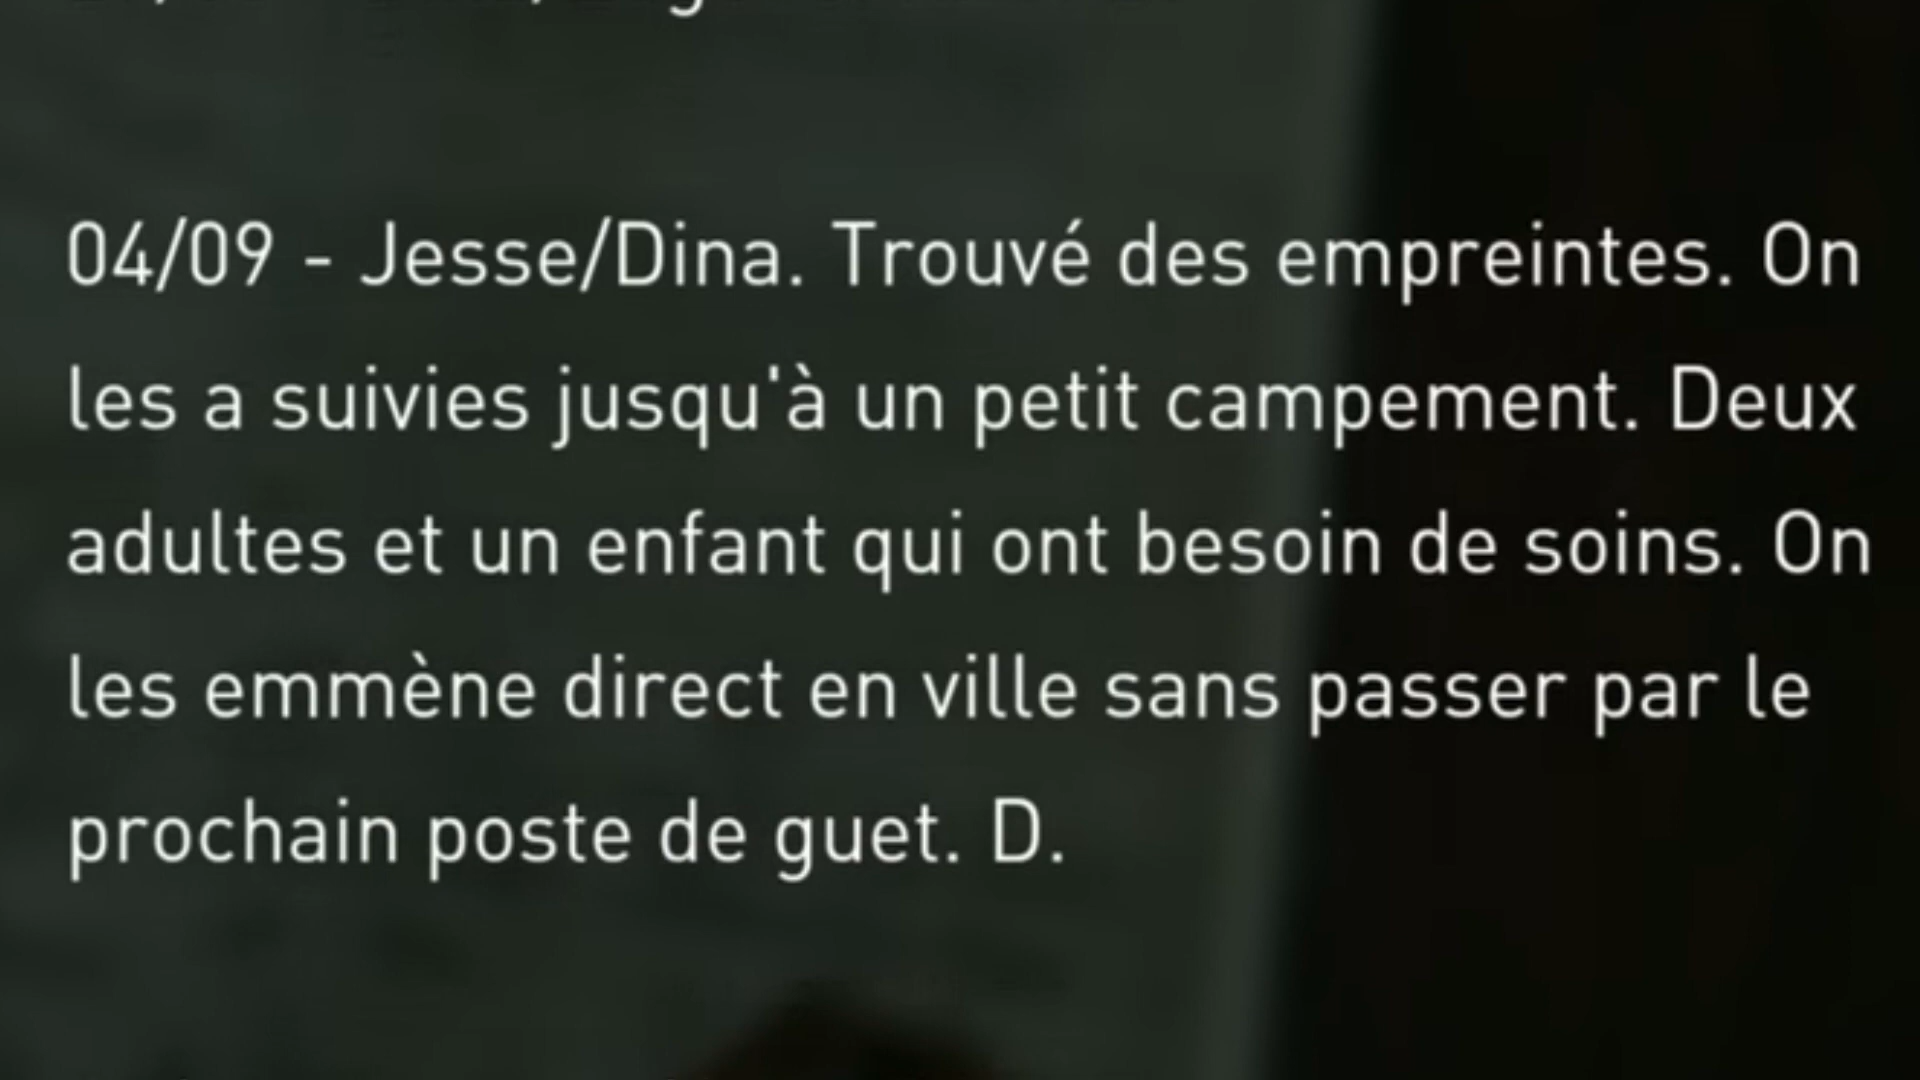 04/09 - Jesse/Dina. Trouvé des empreintes. On
les a suivies jusqu'à un petit campement. Deux
adultes et un enfant qui ont besoin de soins. On
les emmène direct en ville sans passer par le
prochain poste de guet. D.